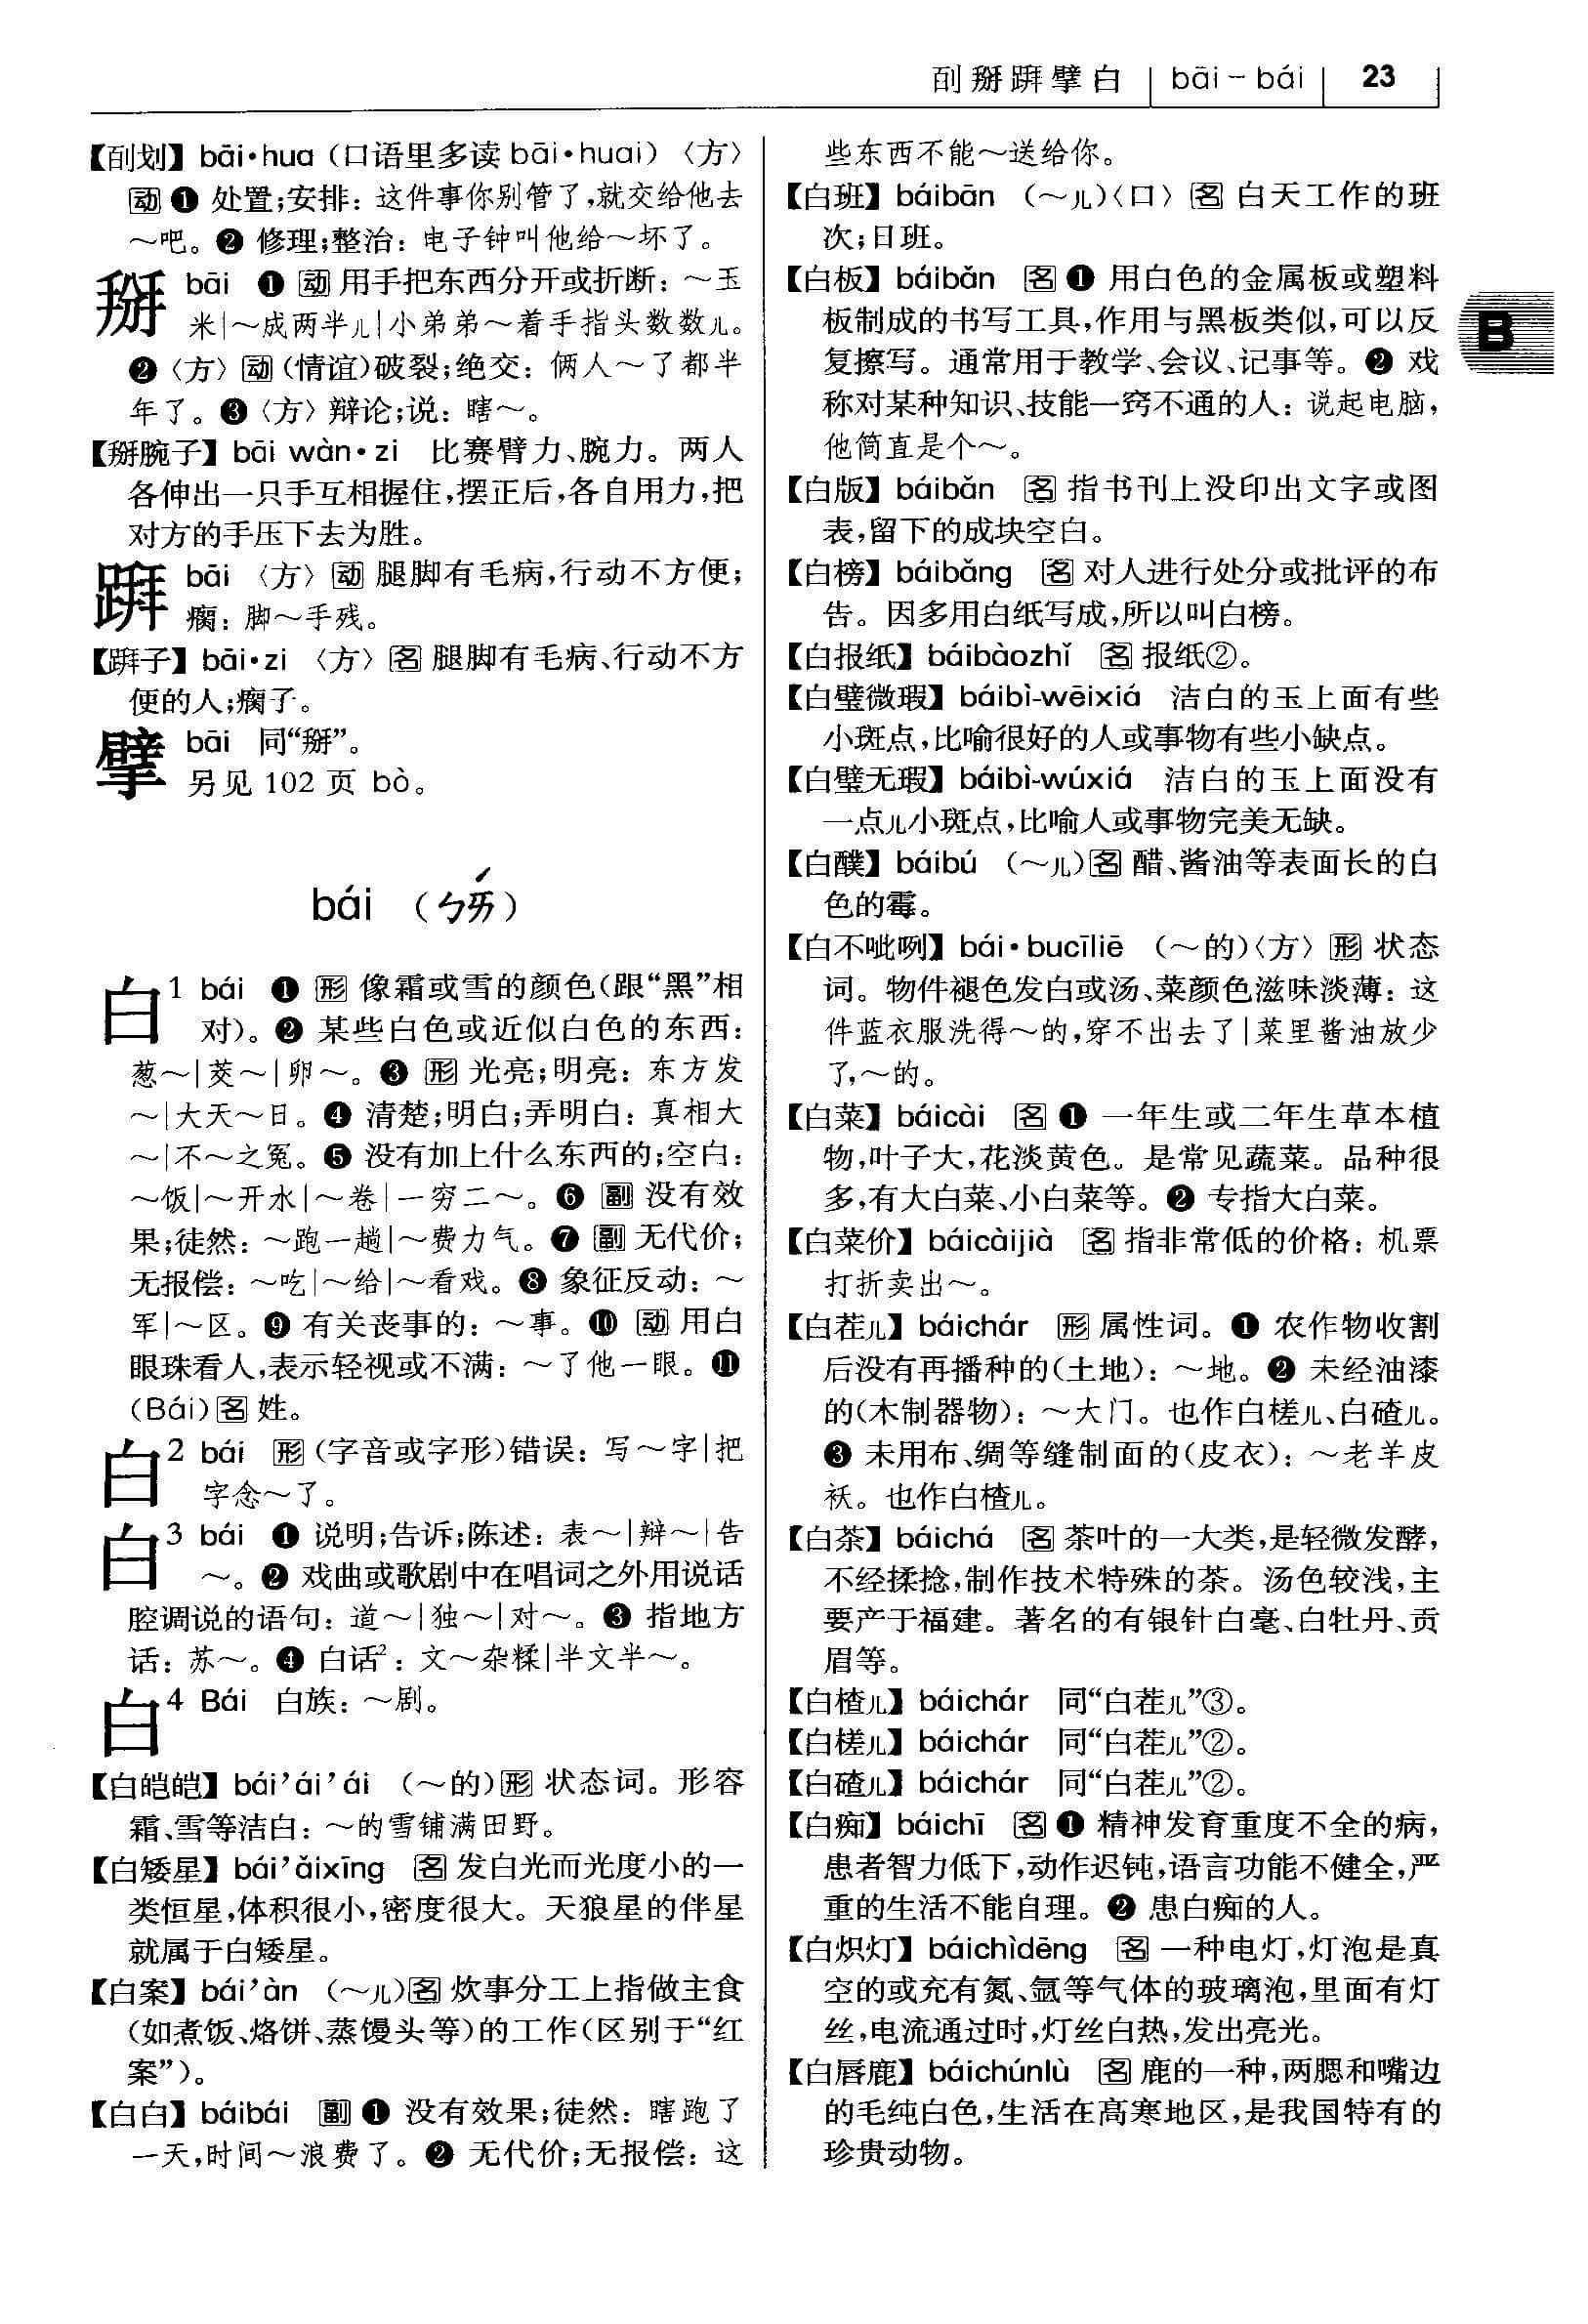 刮掰跰擘白 bāi－bái 23
【刮划】bāi•hua（口语里多读bāi•huai）〈方〉
动❶ 处置;安排：这件事你别管了,就交给他去
～吧。❷ 修理;整治：电子钟叫他给～坏了。
掰 bāi ❶ 动 用手把东西分开或折断：～玉
米|～成两半儿|小弟弟～着手指头数数儿。
❷〈方〉动（情谊）破裂;绝交：俩人～了都半
年了。❸〈方〉辩论;说：瞎～。
【掰腕子】bāi wàn•zi 比赛臂力、腕力。两人
各伸出一只手互相握住,摆正后,各自用力,把
对方的手压下去为胜。
跰 bāi 〈方〉动 腿脚有毛病,行动不方便;
瘸：脚～手残。
【跰子】bāi•zi 〈方〉名 腿脚有毛病、行动不方
便的人;瘸子。
擘 bāi 同“掰”。
另见 102 页 bò。
bái （ㄅㄞˊ）
白1 bái ❶ 形 像霜或雪的颜色（跟“黑”相
对）。❷ 某些白色或近似白色的东西：
葱～|茭～|卵～。❸ 形 光亮;明亮：东方发
～|大天～日。❹ 清楚;明白;弄明白：真相大
～|不～之冤。❺ 没有加上什么东西的;空白：
～饭|～开水|～卷|一穷二～。❻ 副 没有效
果;徒然：～跑一趟|～费力气。❼ 副 无代价;
无报偿：～吃|～给|～看戏。❽ 象征反动：～
军|～区。❾ 有关丧事的：～事。❿ 动 用白
眼珠看人,表示轻视或不满：～了他一眼。⓫
（Bái）名 姓。
白2 bái 形（字音或字形）错误：写～字|把
字念～了。
白3 bái ❶ 说明;告诉;陈述：表～|辩～|告
～。❷ 戏曲或歌剧中在唱词之外用说话
腔调说的语句：道～|独～|对～。❸ 指地方
话：苏～。❹ 白话²：文～杂糅|半文半～。
白4 Bái 白族：～剧。
【白皑皑】bái’ái’ái （～的）形 状态词。形容
霜、雪等洁白：～的雪铺满田野。
【白矮星】bái’ǎixīng 名 发白光而光度小的一
类恒星,体积很小,密度很大。天狼星的伴星
就属于白矮星。
【白案】bái’àn （～儿）名 炊事分工上指做主食
（如煮饭、烙饼、蒸馒头等）的工作（区别于“红
案”）。
【白白】báibái 副❶ 没有效果;徒然：瞎跑了
一天,时间～浪费了。❷ 无代价;无报偿：这
些东西不能～送给你。
【白班】báibān （～儿）〈口〉名 白天工作的班
次;日班。
【白板】báibǎn 名❶ 用白色的金属板或塑料
板制成的书写工具,作用与黑板类似,可以反
复擦写。通常用于教学、会议、记事等。❷ 戏
称对某种知识、技能一窍不通的人：说起电脑,
他简直是个～。
【白版】báibǎn 名 指书刊上没印出文字或图
表,留下的成块空白。
【白榜】báibǎng 名 对人进行处分或批评的布
告。因多用白纸写成,所以叫白榜。
【白报纸】báibàozhǐ 名 报纸②。
【白璧微瑕】báibì-wēixiá 洁白的玉上面有些
小斑点,比喻很好的人或事物有些小缺点。
【白璧无瑕】báibì-wúxiá 洁白的玉上面没有
一点儿小斑点,比喻人或事物完美无缺。
【白醭】báibú （～儿）名 醋、酱油等表面长的白
色的霉。
【白不呲咧】bái•bucīliē （～的）〈方〉形 状态
词。物件褪色发白或汤、菜颜色滋味淡薄：这
件蓝衣服洗得～的,穿不出去了|菜里酱油放少
了,～的。
【白菜】báicài 名❶ 一年生或二年生草本植
物,叶子大,花淡黄色。是常见蔬菜。品种很
多,有大白菜、小白菜等。❷ 专指大白菜。
【白菜价】báicàijià 名 指非常低的价格：机票
打折卖出～。
【白茬儿】báichár 形 属性词。❶ 农作物收割
后没有再播种的（土地）：～地。❷ 未经油漆
的（木制器物）：～大门。也作白槎儿、白碴儿。
❸ 未用布、绸等缝制面的（皮衣）：～老羊皮
袄。也作白楂儿。
【白茶】báichá 名 茶叶的一大类,是轻微发酵,
不经揉捻,制作技术特殊的茶。汤色较浅,主
要产于福建。著名的有银针白毫、白牡丹、贡
眉等。
【白楂儿】báichár 同“白茬儿”③。
【白槎儿】báichár 同“白茬儿”②。
【白碴儿】báichár 同“白茬儿”②。
【白痴】báichī 名❶ 精神发育重度不全的病,
患者智力低下,动作迟钝,语言功能不健全,严
重的生活不能自理。❷ 患白痴的人。
【白炽灯】báichìdēng 名 一种电灯,灯泡是真
空的或充有氮、氩等气体的玻璃泡,里面有灯
丝,电流通过时,灯丝白热,发出亮光。
【白唇鹿】báichúnlù 名 鹿的一种,两腮和嘴边
的毛纯白色,生活在高寒地区,是我国特有的
珍贵动物。
B